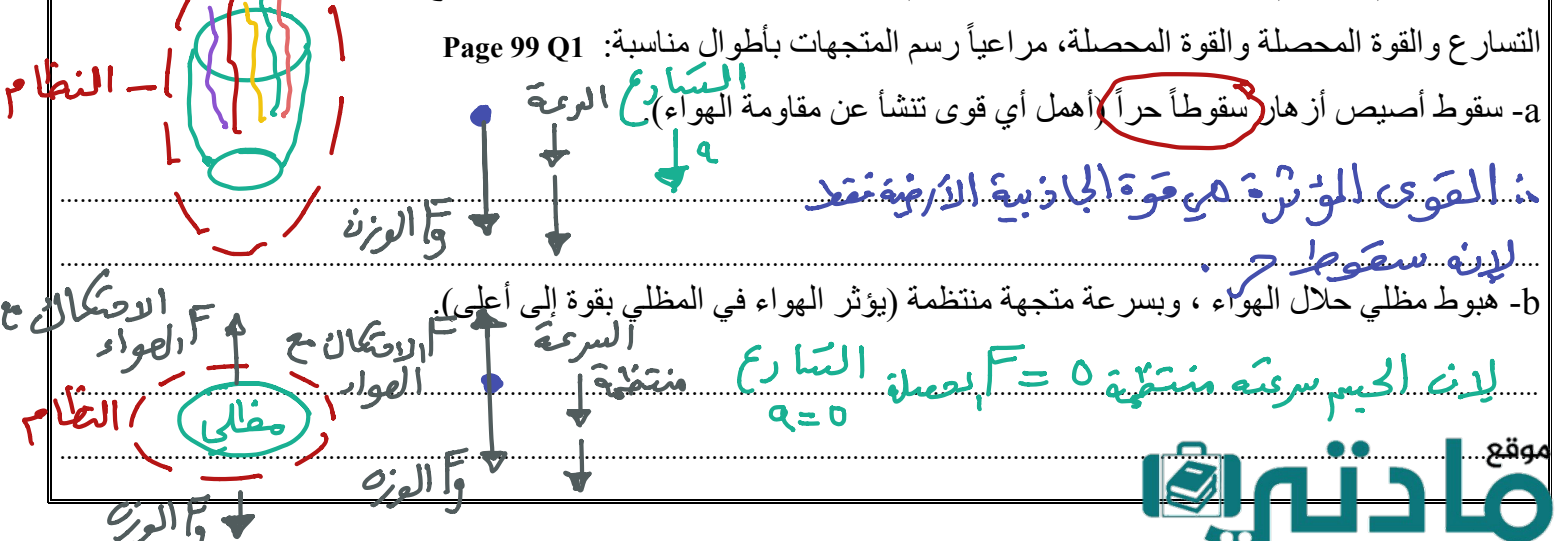 التسارع والقوة المحصلة والقوة المحصلة، مراعياً رسم المتجهات بأطوال مناسبة: Page 99 Q1
النظام
التسارع
السرعة
a- سقوط أصيص أزهار سقوطاً حراً (أهمل أي قوى تنشأ عن مقاومة الهواء).
a
∴ القوى المؤثرة هي قوة الجاذبية الأرضية فقط
F الوزن و
لإنه سقوط حر.
b- هبوط مظلي حلال الهواء ، وبسرعة متجهة منتظمة (يؤثر الهواء في المظلي بقوة إلى أعلى).
F الاحتكاك مع الهواء
F الاحتكاك مع الهواء
السرعة منتظمة
لان الجسم سرعته منتظمة F محصلة = 0
التسارع
a = 0
النظام
مظلي
F الوزن و
F الوزن و
موقع
مادتي